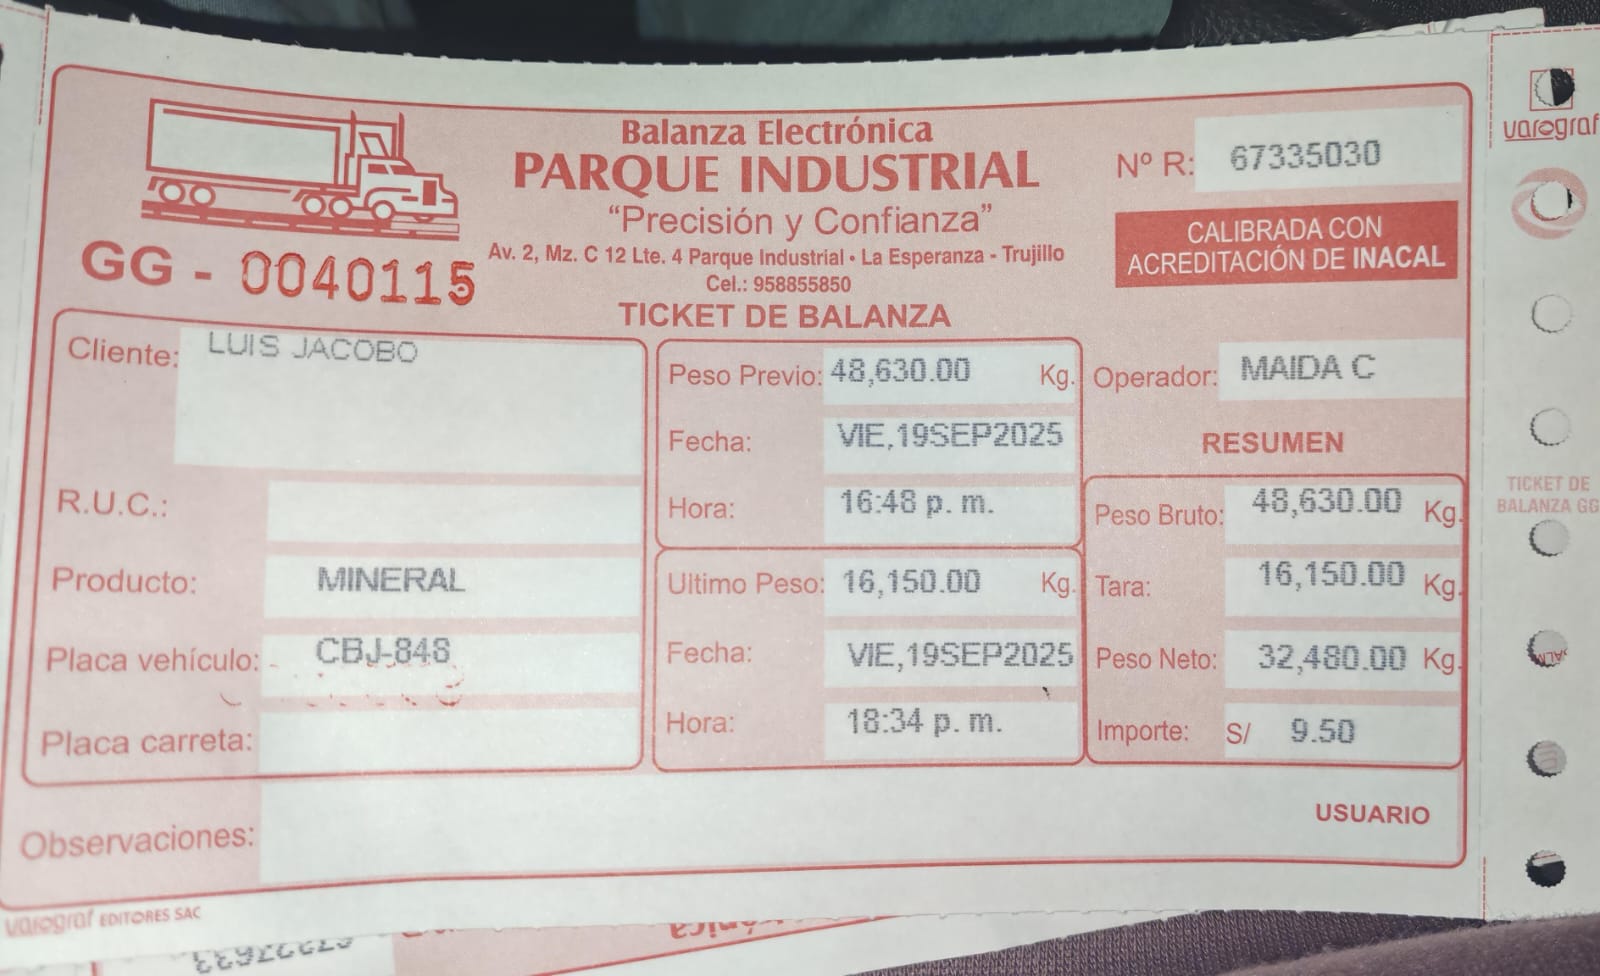 Balanza Electrónica
PARQUE INDUSTRIAL
“Precisión y Confianza”
Av. 2, Mz. C 12 Lte. 4 Parque Industrial • La Esperanza - Trujillo
Cel.: 958855850
TICKET DE BALANZA
GG - 0040115
Nº R: 67335030
CALIBRADA CON
ACREDITACIÓN DE INACAL
Cliente: LUIS JACOBO
R.U.C.:
Producto: MINERAL
Placa vehículo: CBJ-848
Placa carreta:
Peso Previo: 48,630.00 Kg.
Fecha: VIE,19SEP2025
Hora: 16:48 p. m.
Ultimo Peso: 16,150.00 Kg.
Fecha: VIE,19SEP2025
Hora: 18:34 p. m.
Operador: MAIDA C
RESUMEN
Peso Bruto: 48,630.00 Kg.
Tara: 16,150.00 Kg.
Peso Neto: 32,480.00 Kg.
Importe: S/ 9.50
Observaciones:
USUARIO
varograf EDITORES SAC
varograf
TICKET DE
BALANZA GG